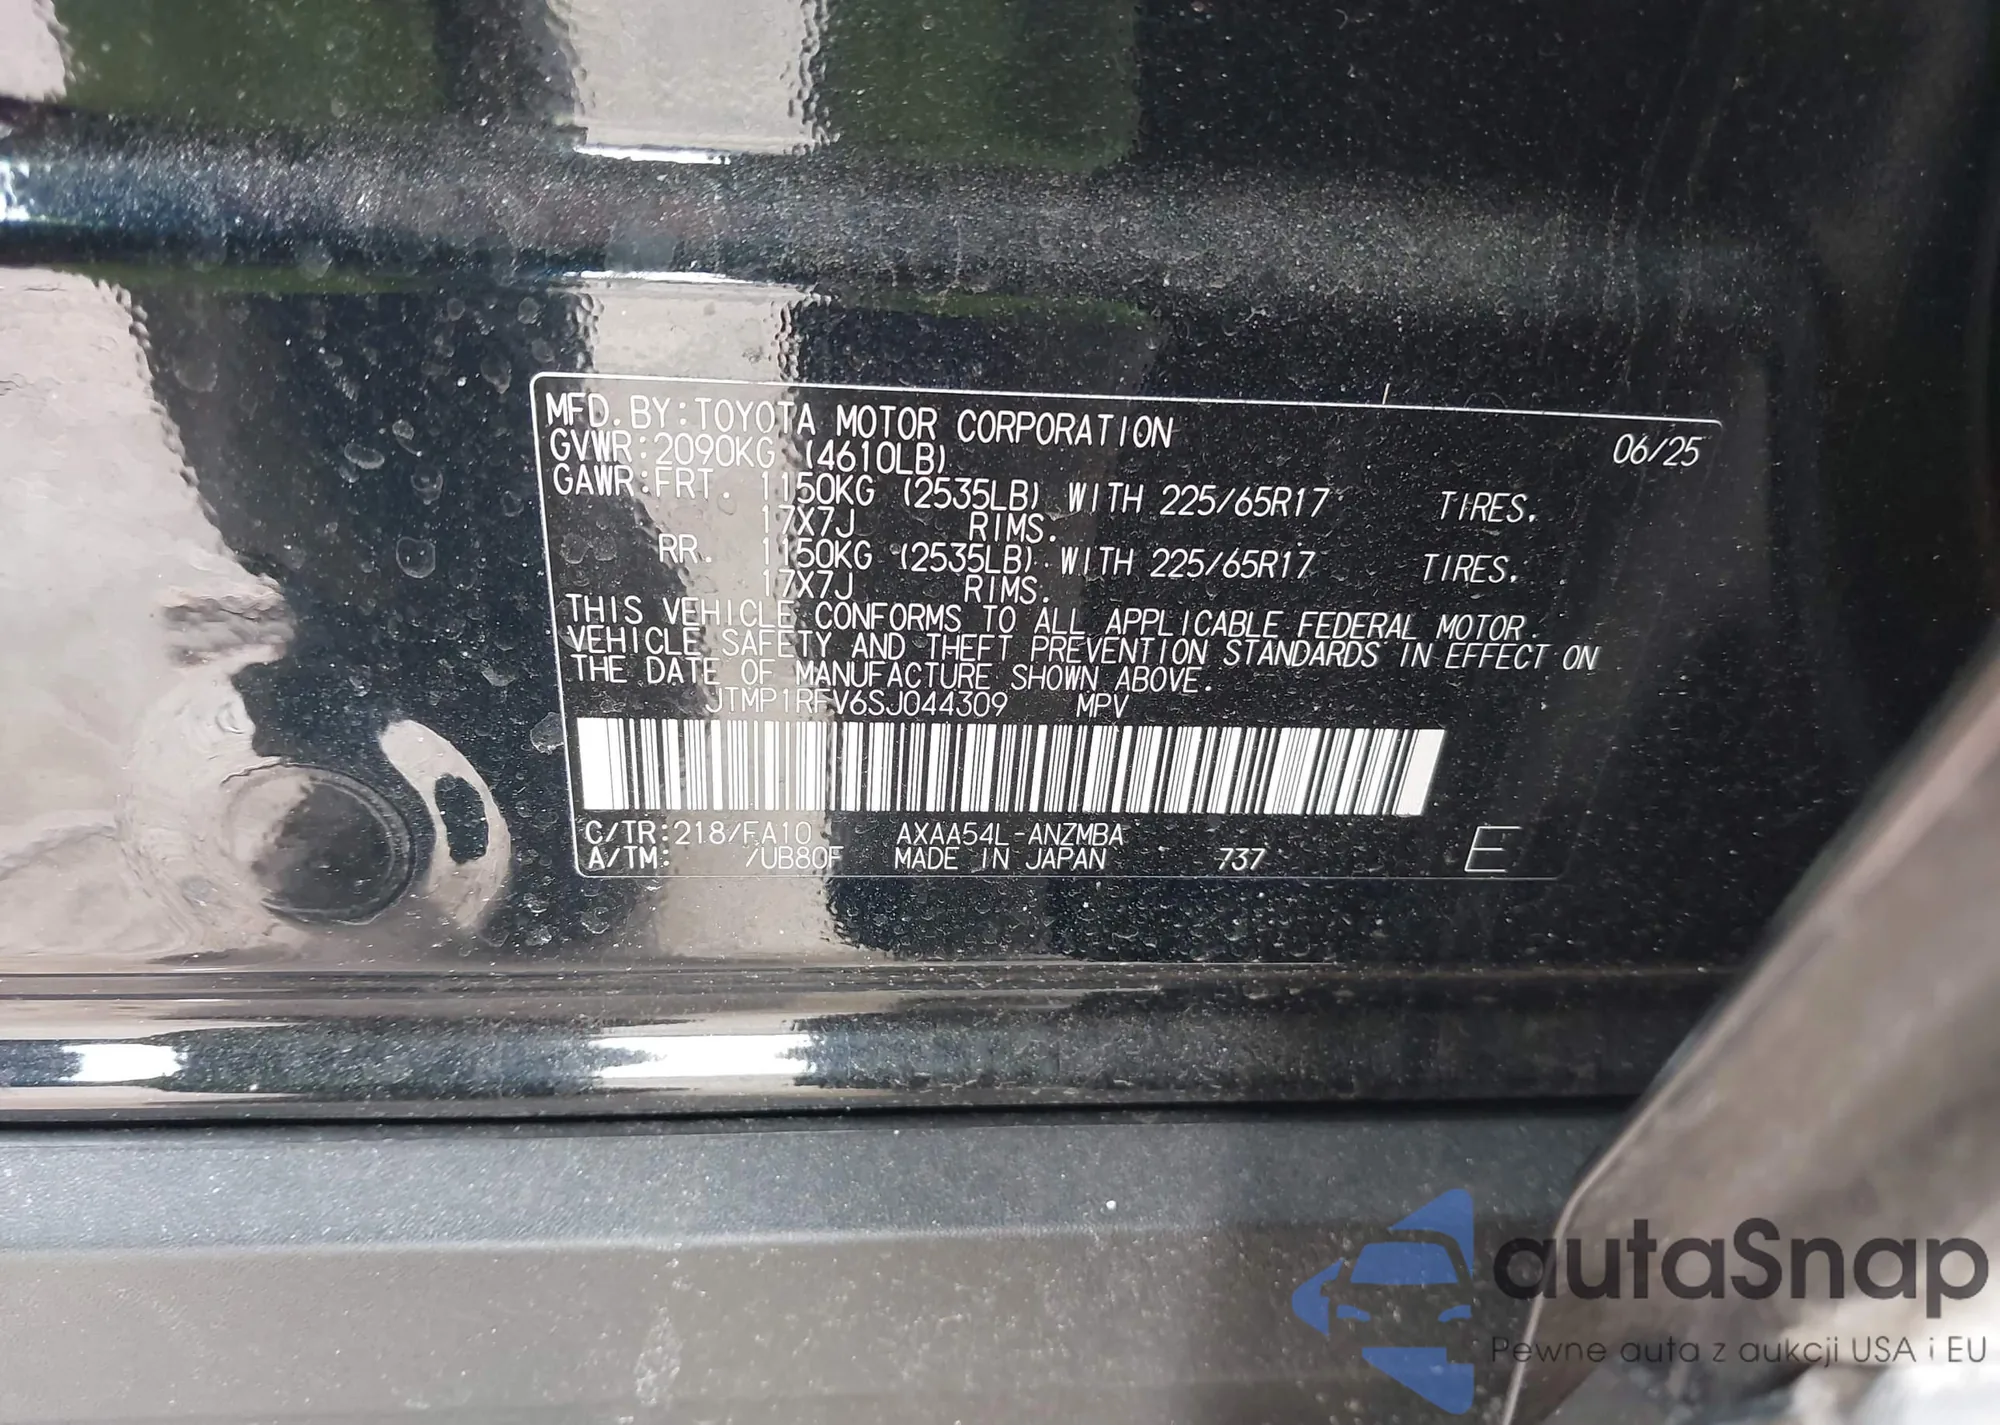 MFD.BY:TOYOTA MOTOR CORPORATION 06/25
GVWR:2090KG (4610LB)
GAWR:FRT. 1150KG (2535LB) WITH 225/65R17 TIRES.
17X7J RIMS.
RR. 1150KG (2535LB) WITH 225/65R17 TIRES.
17X7J RIMS.
THIS VEHICLE CONFORMS TO ALL APPLICABLE FEDERAL MOTOR
VEHICLE SAFETY AND THEFT PREVENTION STANDARDS IN EFFECT ON
THE DATE OF MANUFACTURE SHOWN ABOVE.
JTMP1RFV6SJ044309 MPV
C/TR:218/FA10 AXAA54L-ANZMBA
A/TM: /UB80F MADE IN JAPAN 737 E
autaSnap
Pewne auta z aukcji USA i EU